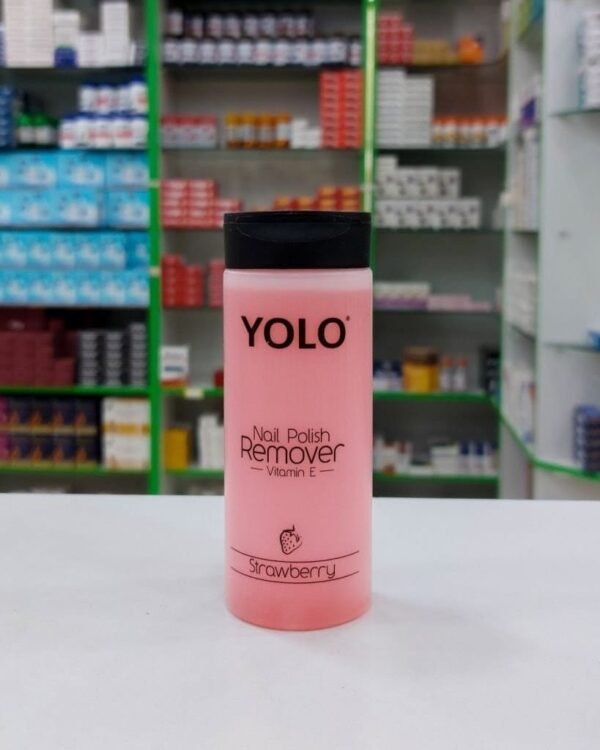 YOLO®
Nail Polish
Remover
— Vitamin E —
Strawberry